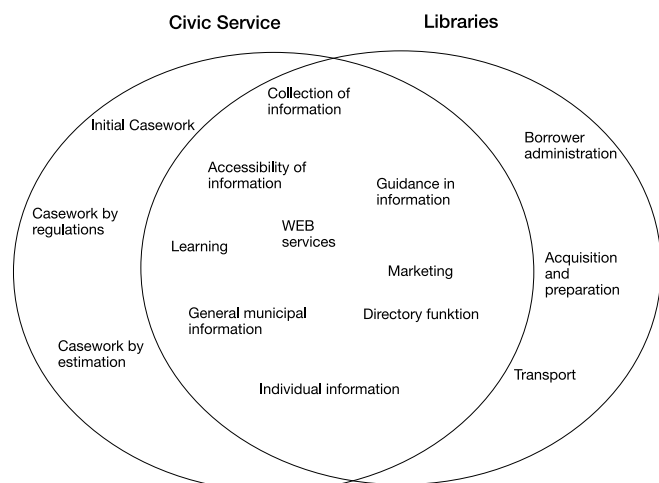 Civic Service
Libraries
Collection of
information
Initial Casework
Borrower
administration
Accessibility of
information
Guidance in
information
Casework by
regulations
WEB
services
Learning
Acquisition
and
preparation
Marketing
General municipal
information
Directory funktion
Casework by
estimation
Transport
Individual information